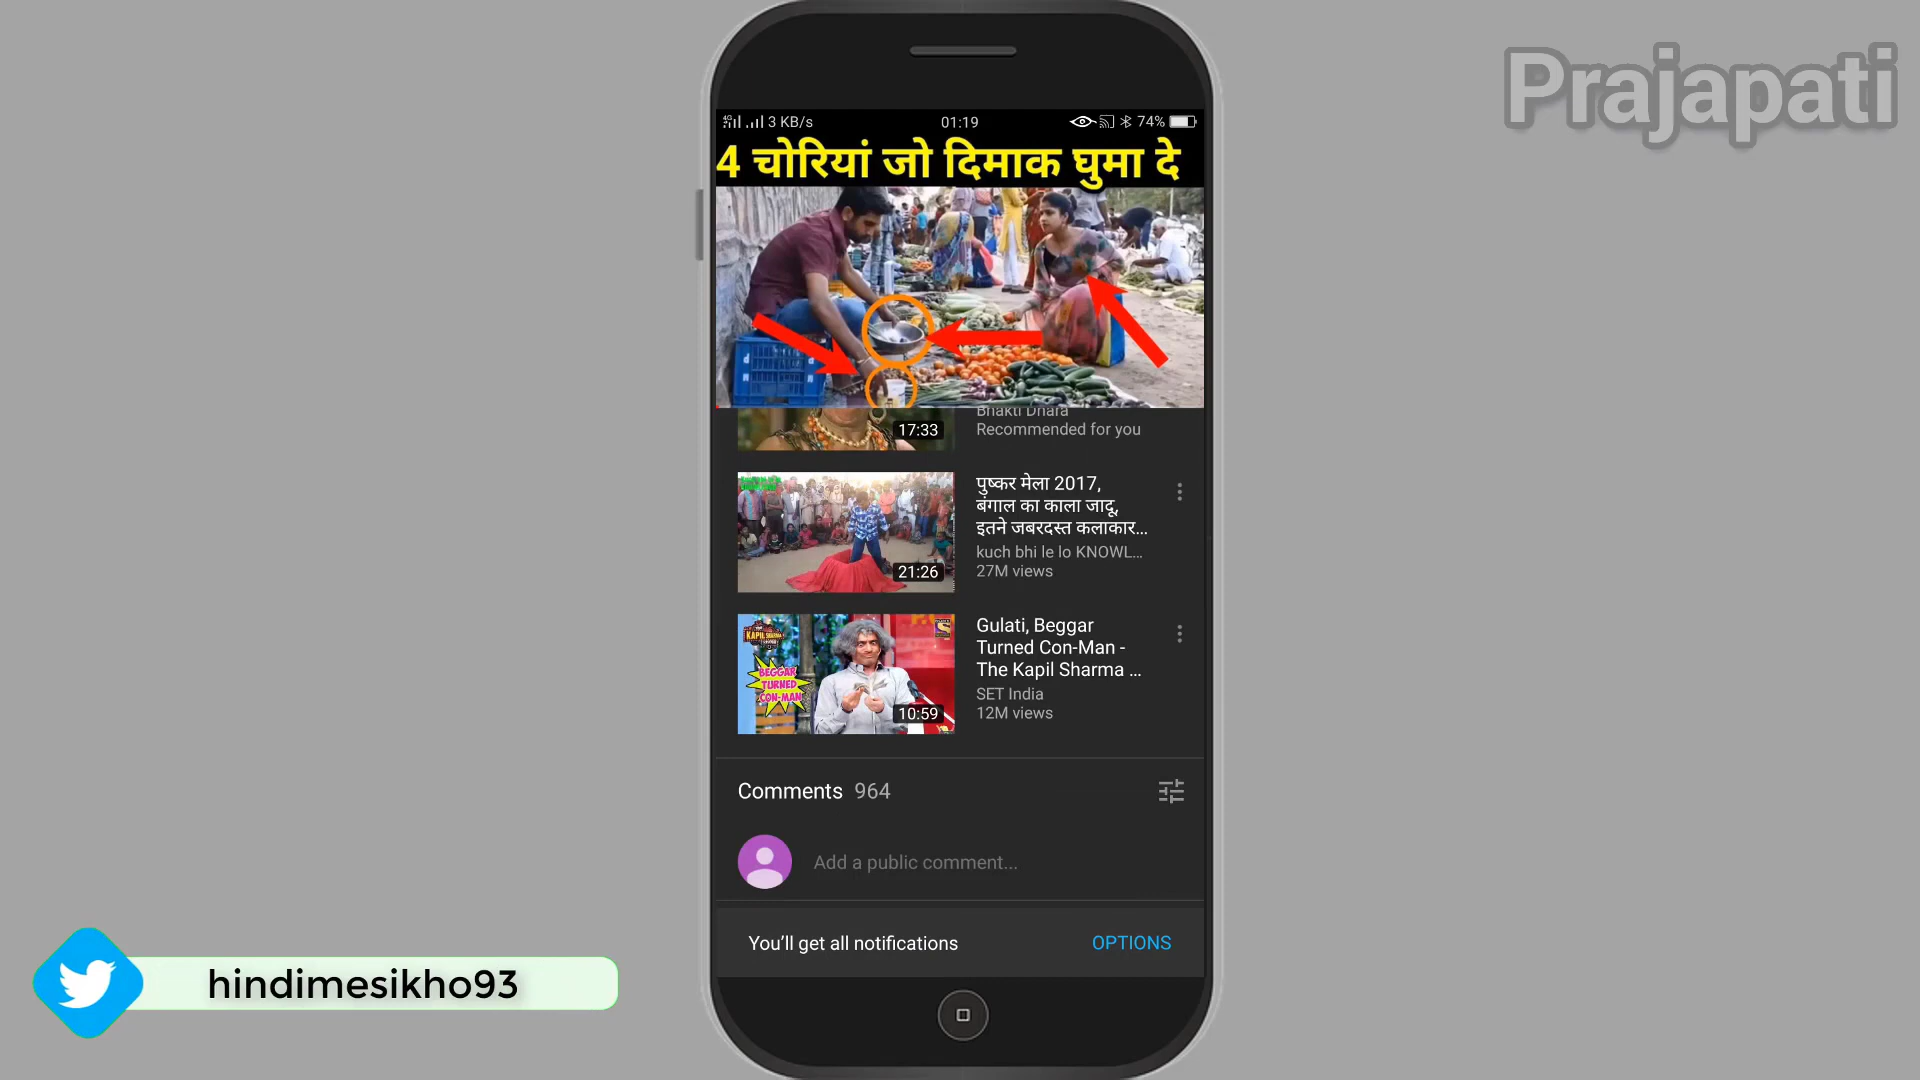 Prajapati
3 KB/s
01:19
74%
4 चोरियां जो दिमाक घुमा दे
Bhakti Dhara
Recommended for you
17:33
पुष्कर मेला 2017,
बंगाल का काला जादू,
इतने जबरदस्त कलाकार...
kuch bhi le lo KNOWL...
27M views
21:26
Gulati, Beggar
Turned Con-Man -
The Kapil Sharma ...
SET India
12M views
KAPIL SHARMA
BEGGAR
TURNED
CON-MAN
10:59
Comments 964
Add a public comment...
You'll get all notifications
OPTIONS
hindimesikho93